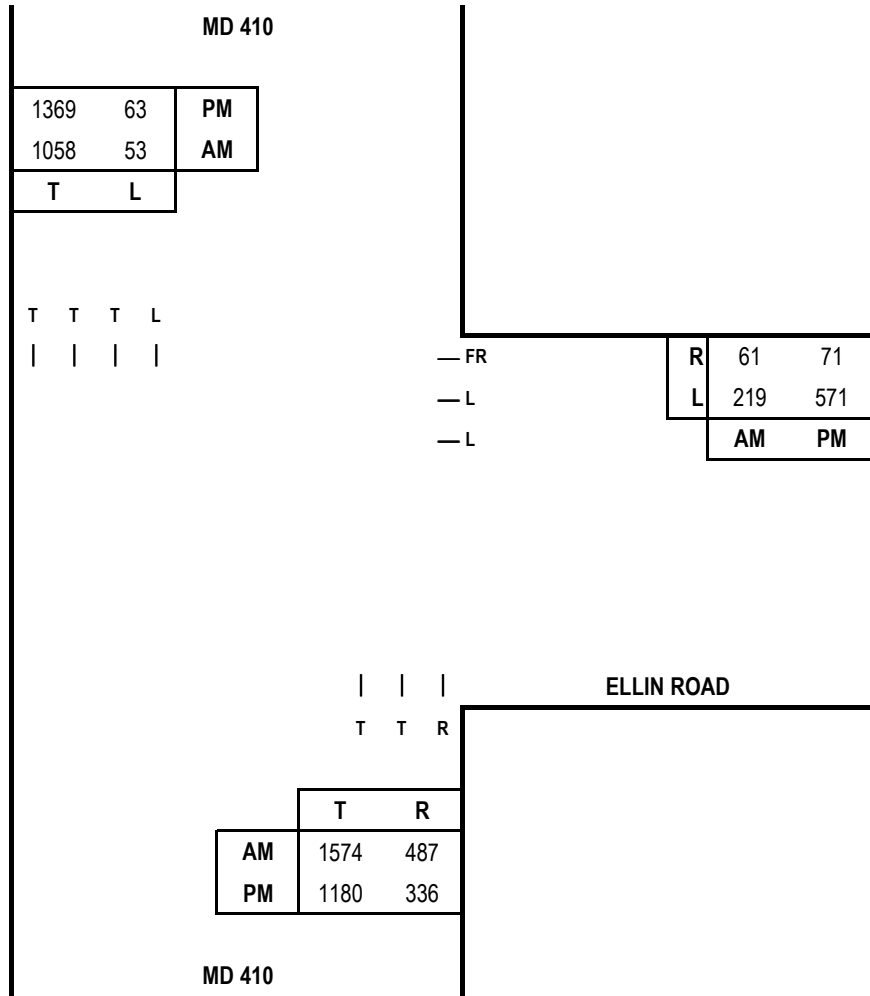 MD 410
1369 63 PM
1058 53 AM
T L
T T T L
FR R 61 71
L L 219 571
L AM PM
ELLIN ROAD
T T R
T R
AM 1574 487
PM 1180 336
MD 410